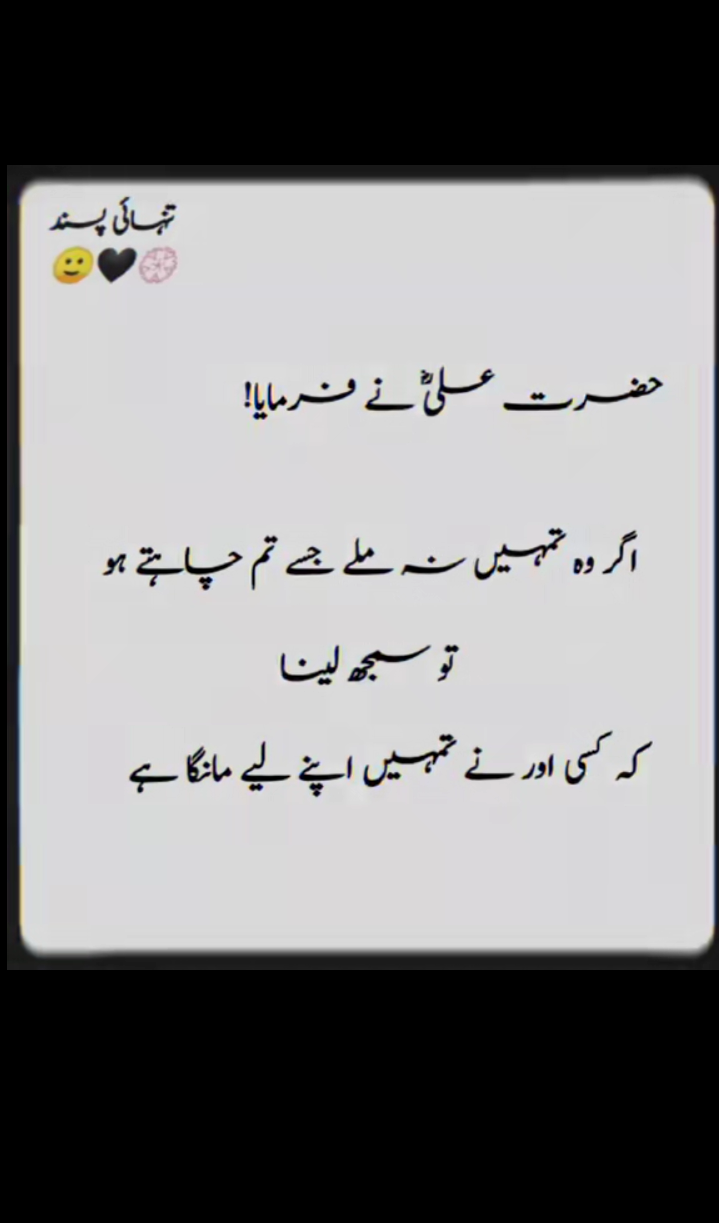 تنہائی پسند
🙂🖤💮
حضرت علیؓ نے فرمایا!
اگر وہ تمہیں نہ ملے جسے تم چاہتے ہو
تو سمجھ لینا
کہ کسی اور نے تمہیں اپنے لیے مانگا ہے